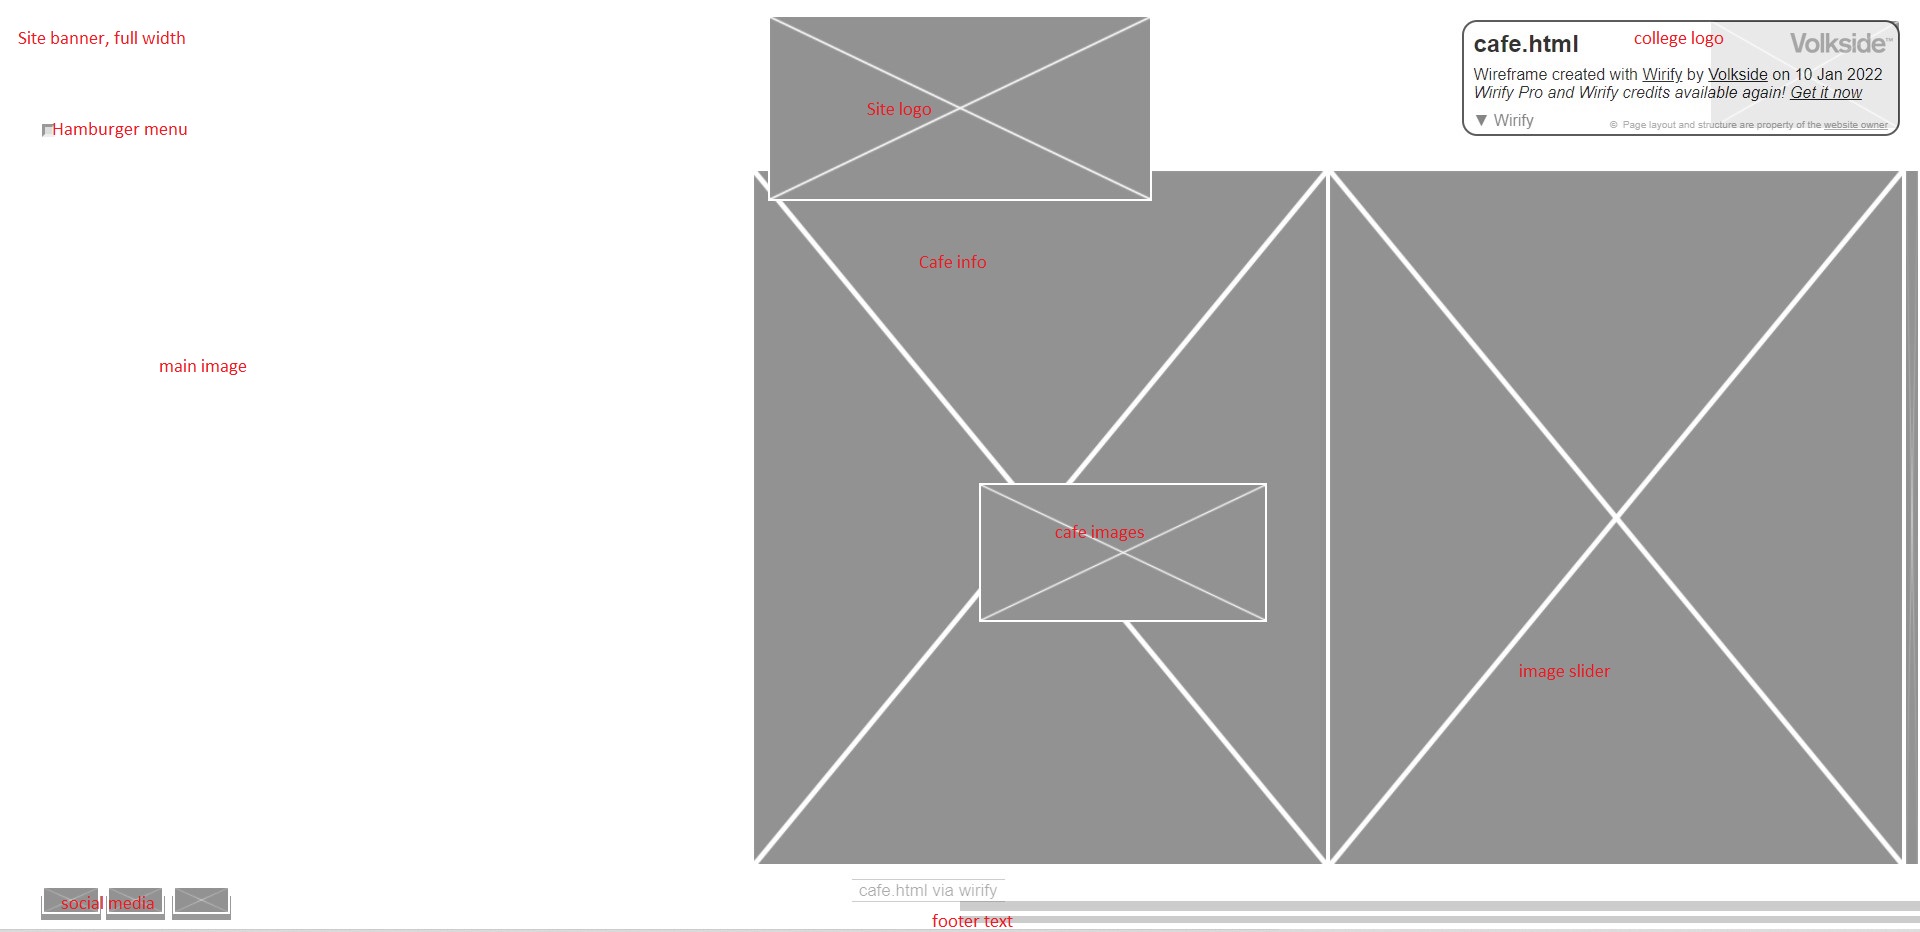 Site banner, full width
cafe.html
college logo
Volkside™
Wireframe created with Wirify by Volkside on 10 Jan 2022
Wirify Pro and Wirify credits available again! Get it now
▼ Wirify
© Page layout and structure are property of the website owner
Site logo
Hamburger menu
Cafe info
main image
cafe images
image slider
social media
cafe.html via wirify
footer text